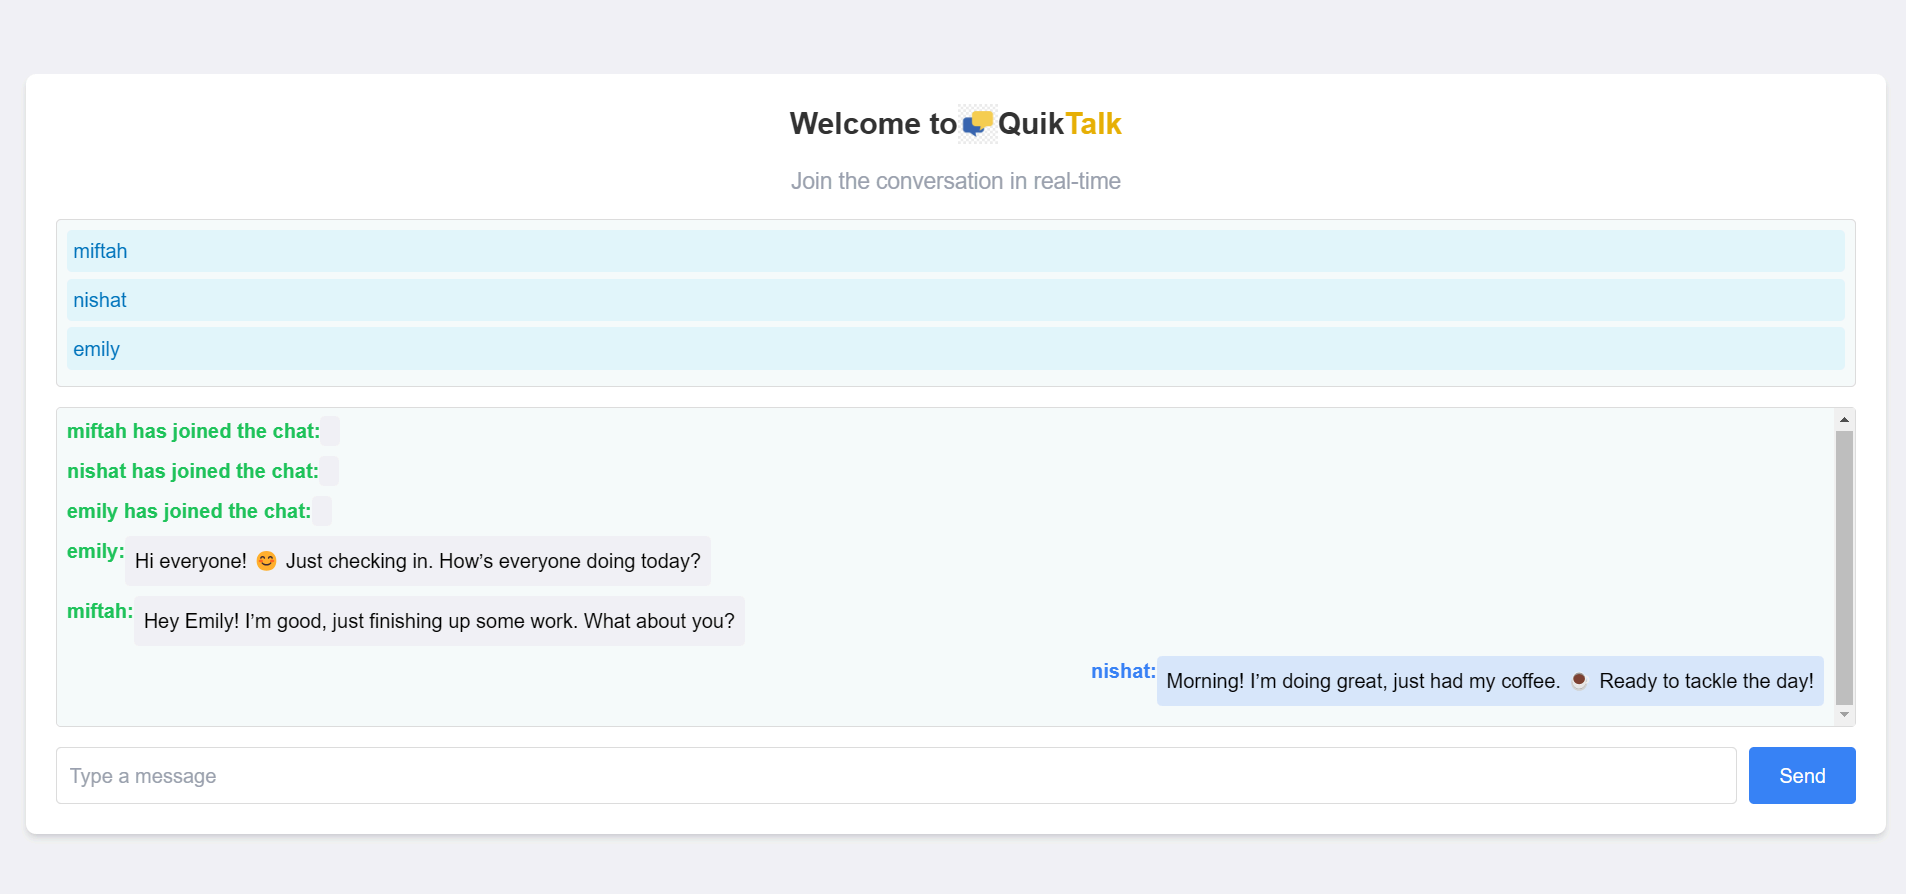 Welcome to QuikTalk
Join the conversation in real-time
miftah
nishat
emily
miftah has joined the chat:
nishat has joined the chat:
emily has joined the chat:
emily: Hi everyone! 😊 Just checking in. How’s everyone doing today?
miftah: Hey Emily! I’m good, just finishing up some work. What about you?
nishat: Morning! I’m doing great, just had my coffee. ☕ Ready to tackle the day!
Type a message
Send